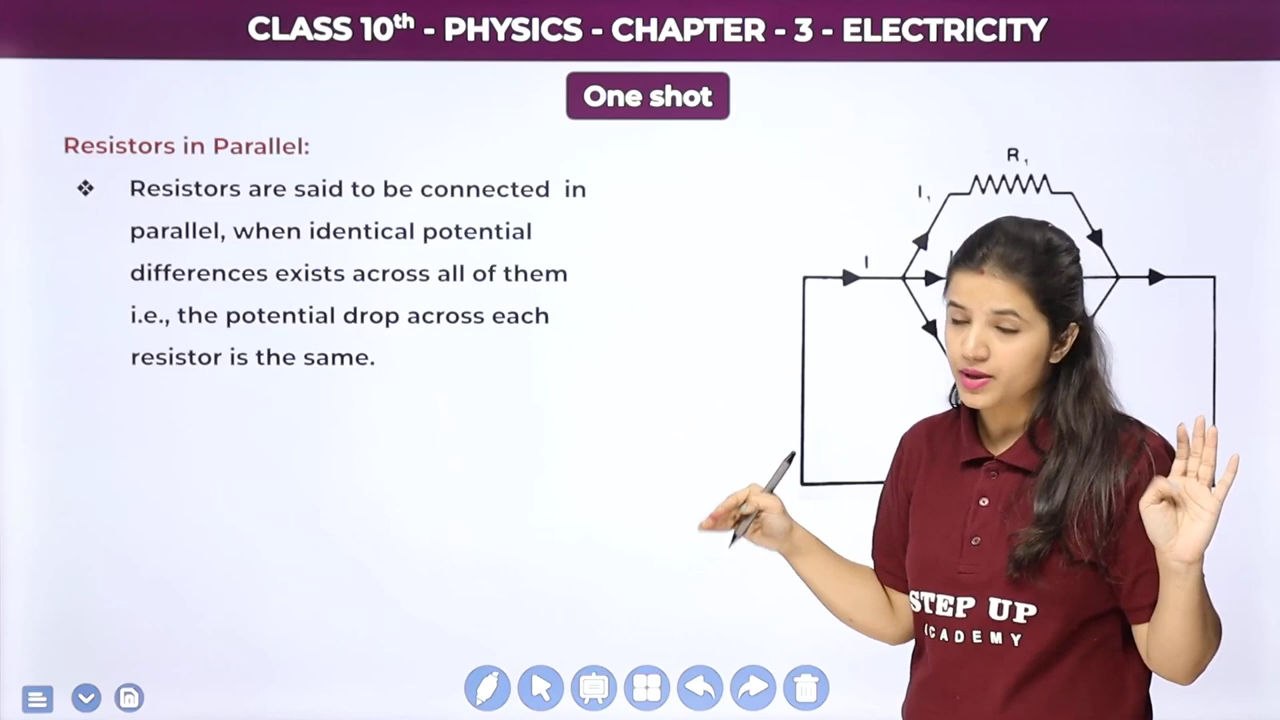 CLASS 10th - PHYSICS - CHAPTER - 3 - ELECTRICITY
One shot
Resistors in Parallel:
❖ Resistors are said to be connected in
parallel, when identical potential
differences exists across all of them
i.e., the potential drop across each
resistor is the same.
R₁
I₁
I
STEP UP
ACADEMY